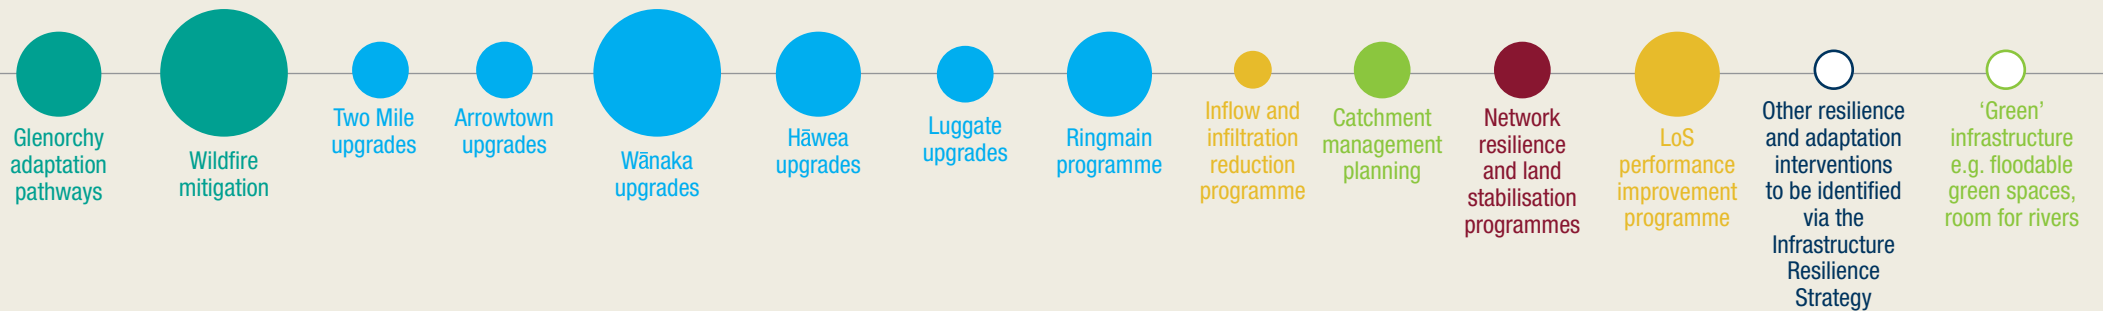 Glenorchy
adaptation
pathways
Wildfire
mitigation
Two Mile
upgrades
Arrowtown
upgrades
Wānaka
upgrades
Hāwea
upgrades
Luggate
upgrades
Ringmain
programme
Inflow and
infiltration
reduction
programme
Catchment
management
planning
Network
resilience
and land
stabilisation
programmes
LoS
performance
improvement
programme
Other resilience
and adaptation
interventions
to be identified
via the
Infrastructure
Resilience
Strategy
‘Green’
infrastructure
e.g. floodable
green spaces,
room for rivers